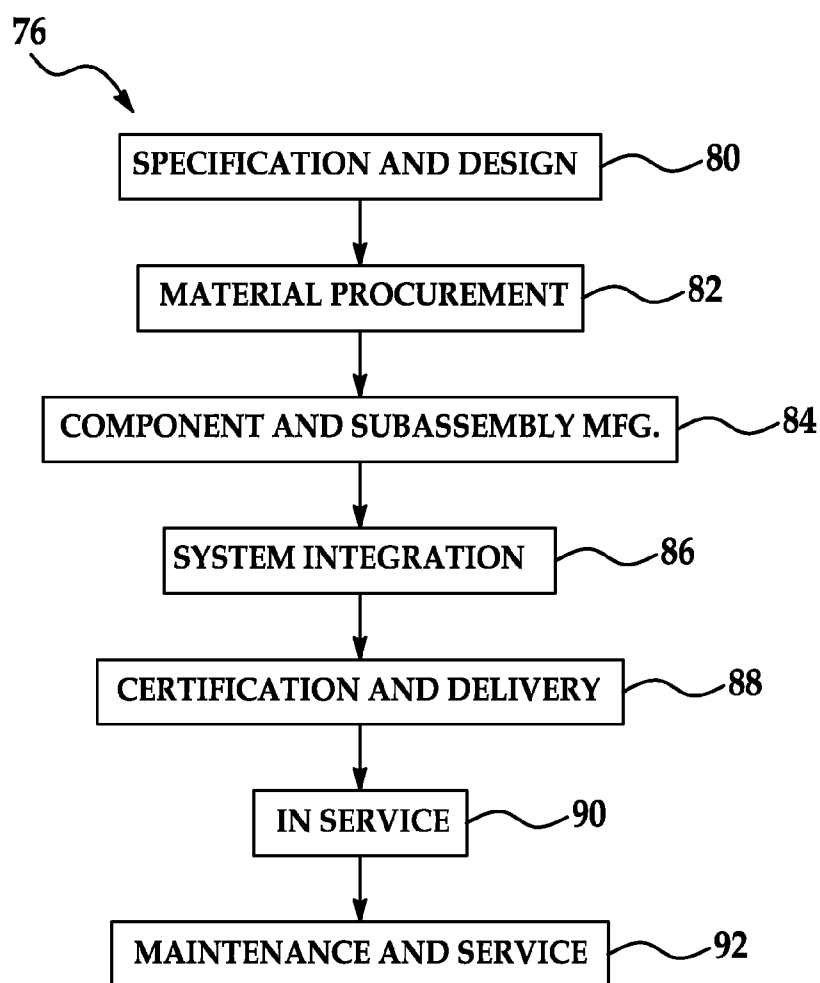 76
SPECIFICATION AND DESIGN 80
MATERIAL PROCUREMENT 82
COMPONENT AND SUBASSEMBLY MFG. 84
SYSTEM INTEGRATION 86
CERTIFICATION AND DELIVERY 88
IN SERVICE 90
MAINTENANCE AND SERVICE 92